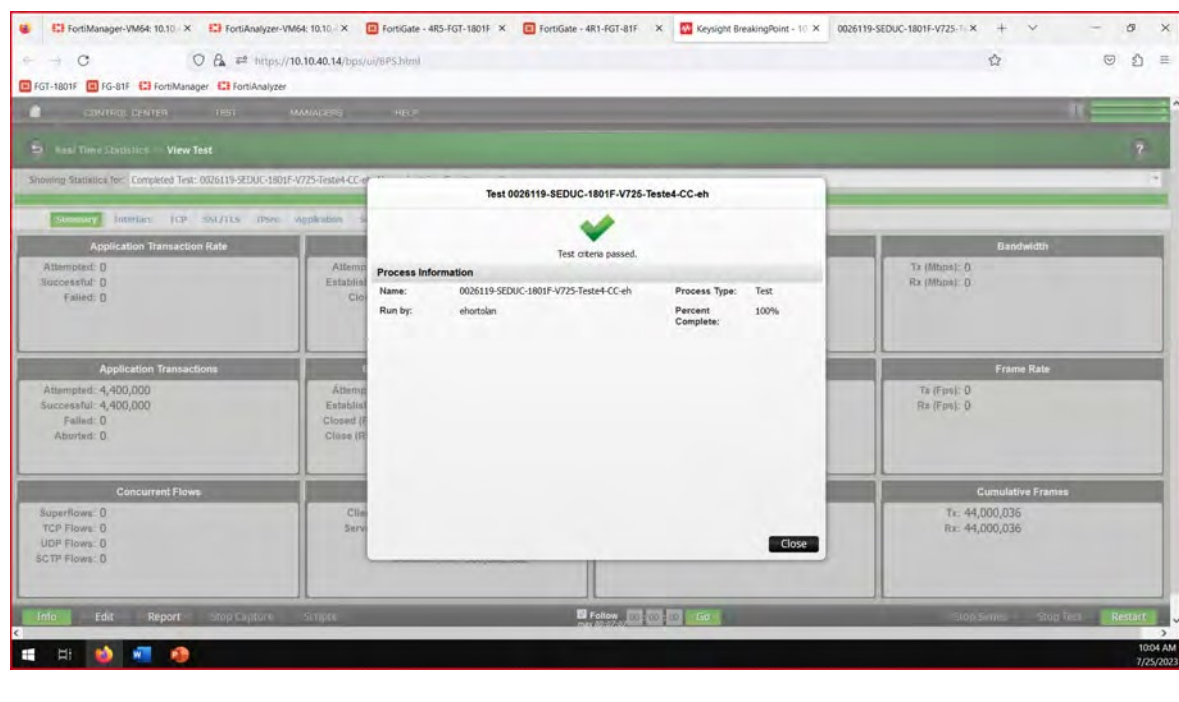 FortiManager-VM64: 10.10
FortiAnalyzer-VM64: 10.10
FortiGate - 4R5-FGT-1801F
FortiGate - 4R1-FGT-81F
Keysight BreakingPoint - 10
0026119-SEDUC-1801F-V725-T
https://10.10.40.14/bps/ui/BPS.html
FGT-1801F FG-81F FortiManager FortiAnalyzer
CONTROL CENTER TEST MANAGERS HELP
Real Time Statistics View Test
Showing Statistics for: Completed Test: 0026119-SEDUC-1801F-V725-Teste4-CC-eh
Summary Interface TCP SSL/TLS IPsec Application
Test 0026119-SEDUC-1801F-V725-Teste4-CC-eh
Test criteria passed.
Process Information
Name: 0026119-SEDUC-1801F-V725-Teste4-CC-eh Process Type: Test
Run by: ehortolan Percent Complete: 100%
Close
Application Transaction Rate
Attempted: 0
Successful: 0
Failed: 0
Bandwidth
Tx (Mbps): 0
Rx (Mbps): 0
Application Transactions
Attempted: 4,400,000
Successful: 4,400,000
Failed: 0
Aborted: 0
Frame Rate
Tx (Fps): 0
Rx (Fps): 0
Concurrent Flows
Superflows: 0
TCP Flows: 0
UDP Flows: 0
SCTP Flows: 0
Cumulative Frames
Tx: 44,000,036
Rx: 44,000,036
Info Edit Report Stop Capture Scripts Follow 00:00:00 Go Stop Series Stop Test Restart
10:04 AM
7/25/2023